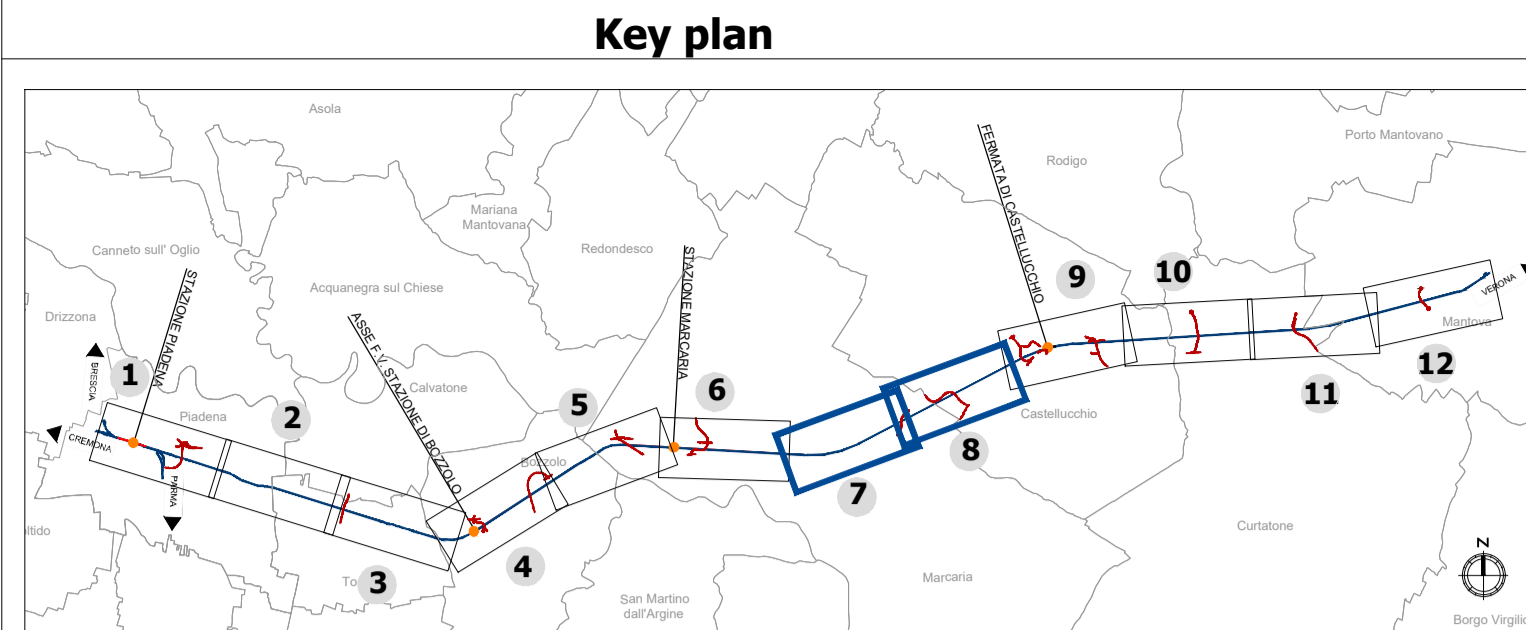 Key plan
Asola
Porto Mantovano
Rodigo
FERMATA DI CASTELLUCCHIO
Mariana
Mantovana
Canneto sull' Oglio
Redondesco
STAZIONE MARCARIA
STAZIONE PIADENA
Acquanegra sul Chiese
9
10
VERONA
Drizzona
ASSE F.V. STAZIONE DI BOZZOLO
Mantova
BRESCIA
1
Calvatone
6
12
11
Piadena
2
5
Castellucchio
CREMONA
8
Bozzolo
PARMA
7
Curtatone
ltido
N
4
To
3
Marcaria
San Martino
dall'Argine
Borgo Virgilio